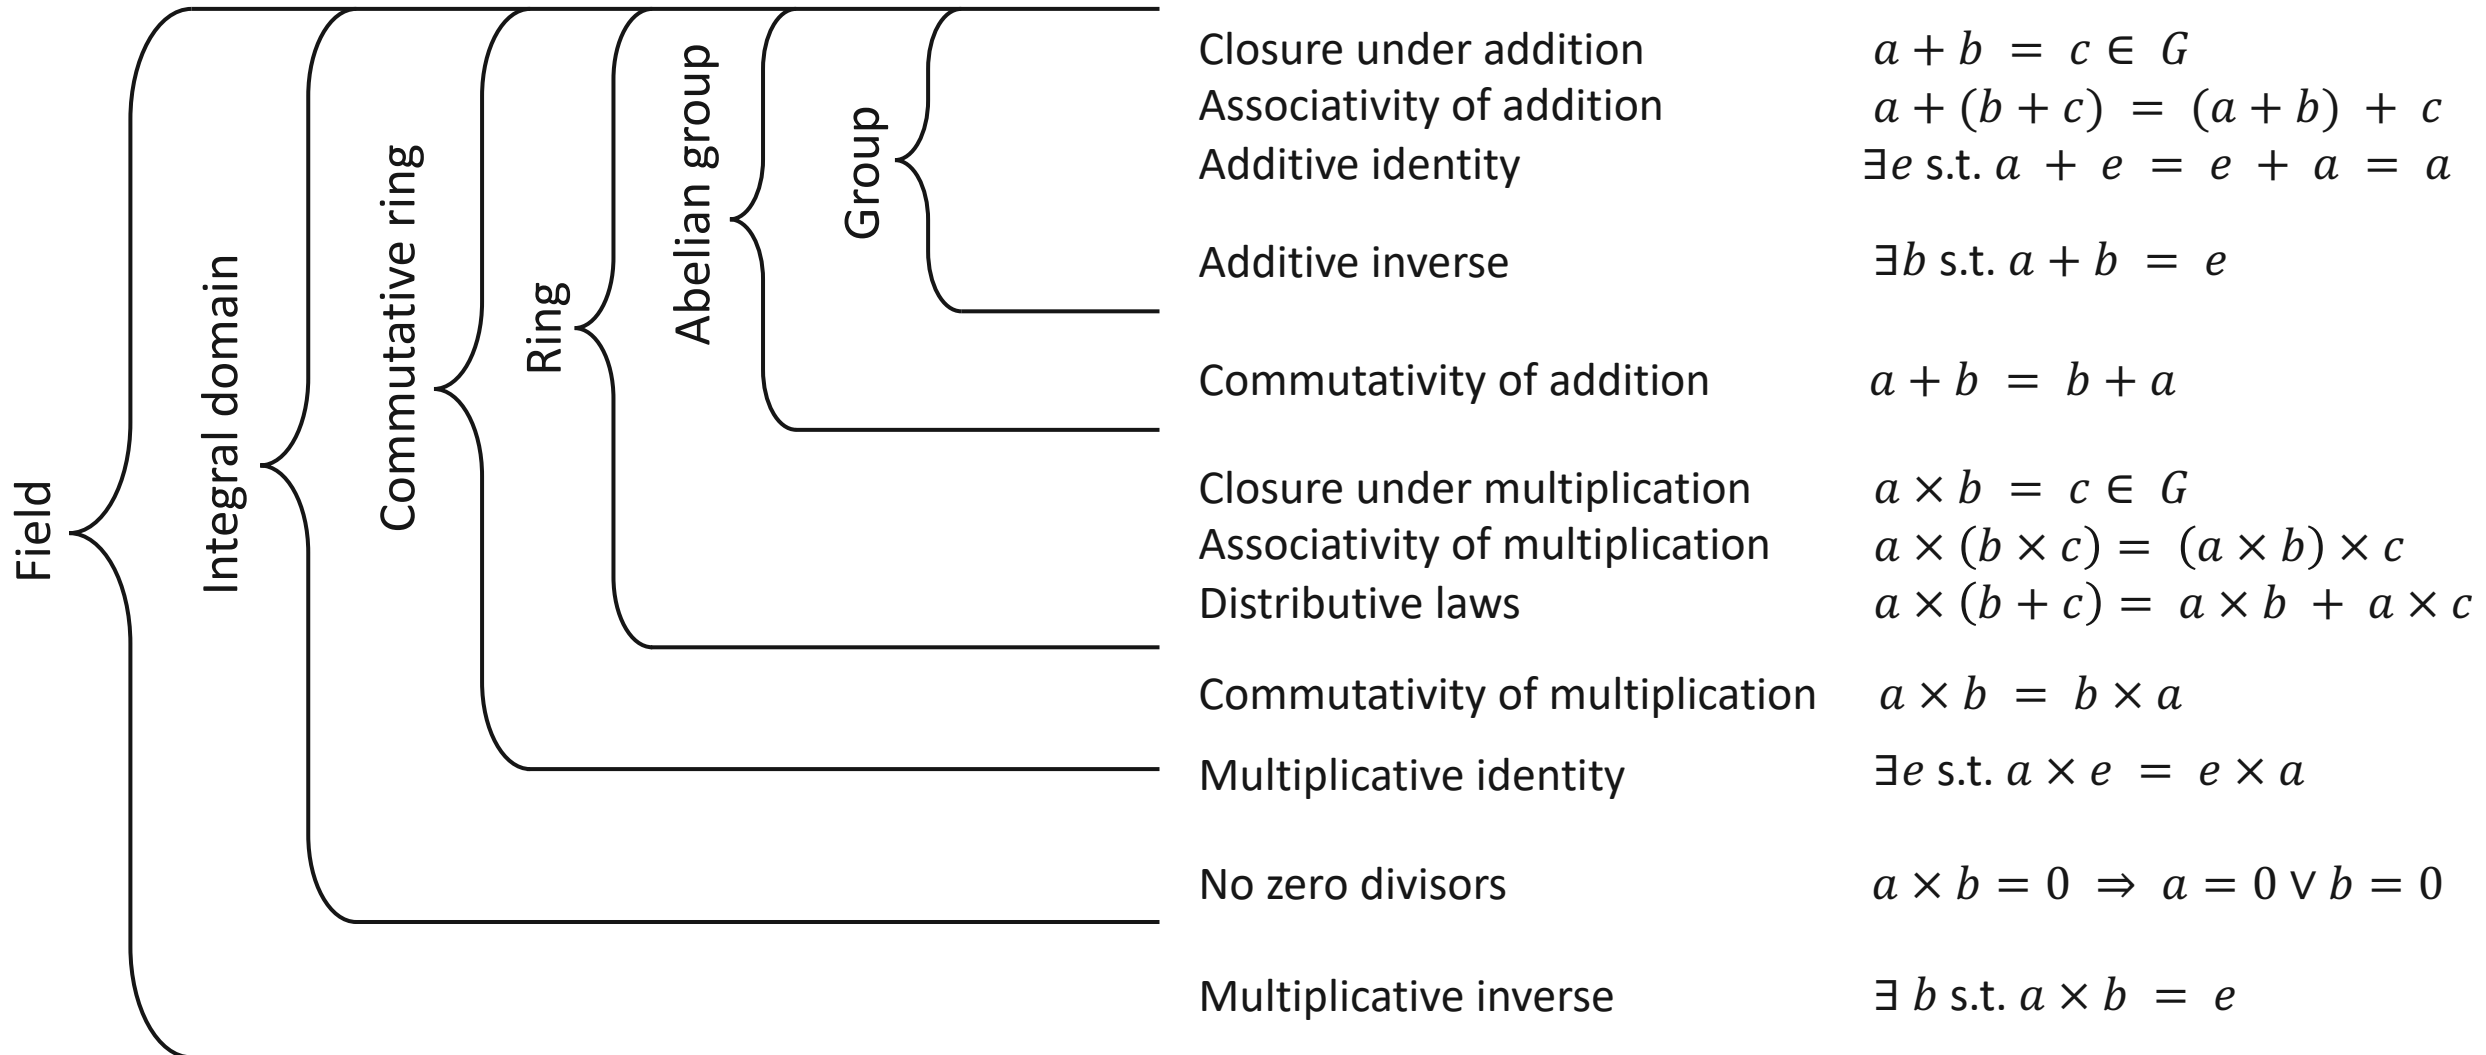 Field
Integral domain
Commutative ring
Ring
Abelian group
Group
Closure under addition a + b = c ∈ G
Associativity of addition a + (b + c) = (a + b) + c
Additive identity ∃e s.t. a + e = e + a = a
Additive inverse ∃b s.t. a + b = e
Commutativity of addition a + b = b + a
Closure under multiplication a × b = c ∈ G
Associativity of multiplication a × (b × c) = (a × b) × c
Distributive laws a × (b + c) = a × b + a × c
Commutativity of multiplication a × b = b × a
Multiplicative identity ∃e s.t. a × e = e × a
No zero divisors a × b = 0 ⇒ a = 0 ∨ b = 0
Multiplicative inverse ∃ b s.t. a × b = e